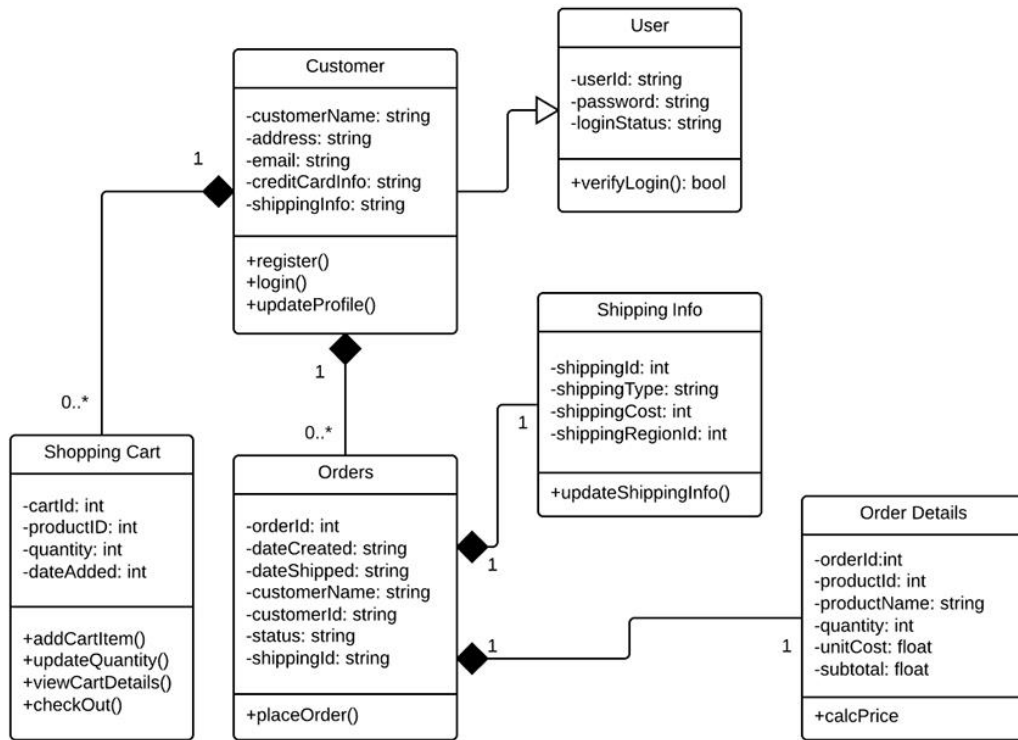 User
-userId: string
-password: string
-loginStatus: string
+verifyLogin(): bool
Customer
-customerName: string
-address: string
-email: string
-creditCardInfo: string
-shippingInfo: string
+register()
+login()
+updateProfile()
1
0..*
1
0..*
Shopping Cart
-cartId: int
-productID: int
-quantity: int
-dateAdded: int
+addCartItem()
+updateQuantity()
+viewCartDetails()
+checkOut()
Orders
-orderId: int
-dateCreated: string
-dateShipped: string
-customerName: string
-customerId: string
-status: string
-shippingId: string
+placeOrder()
1
1
Shipping Info
-shippingId: int
-shippingType: string
-shippingCost: int
-shippingRegionId: int
+updateShippingInfo()
1
1
Order Details
-orderId:int
-productId: int
-productName: string
-quantity: int
-unitCost: float
-subtotal: float
+calcPrice